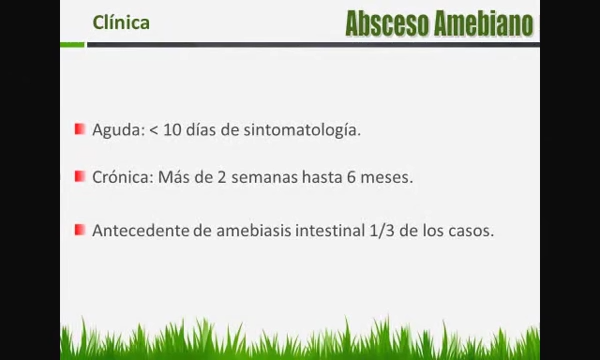 Clínica
Absceso Amebiano
Aguda: < 10 días de sintomatología.
Crónica: Más de 2 semanas hasta 6 meses.
Antecedente de amebiasis intestinal 1/3 de los casos.